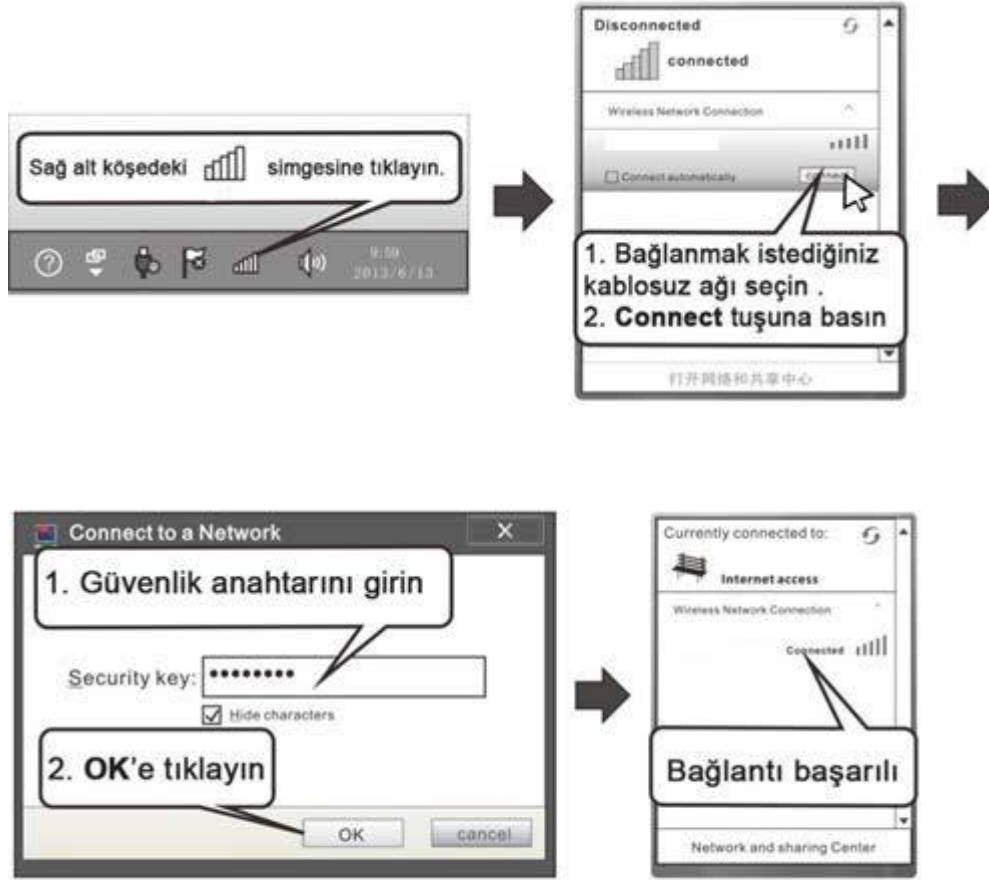 Sağ alt köşedeki simgesine tıklayın.
9:59
2013/6/13
Disconnected
connected
Wireless Network Connection
Connect automatically
connect
1. Bağlanmak istediğiniz
kablosuz ağı seçin .
2. Connect tuşuna basın
打开网络和共享中心
Connect to a Network
1. Güvenlik anahtarını girin
Security key:
Hide characters
2. OK'e tıklayın
OK
cancel
Currently connected to:
Internet access
Wireless Network Connection
Connected
Bağlantı başarılı
Network and sharing Center